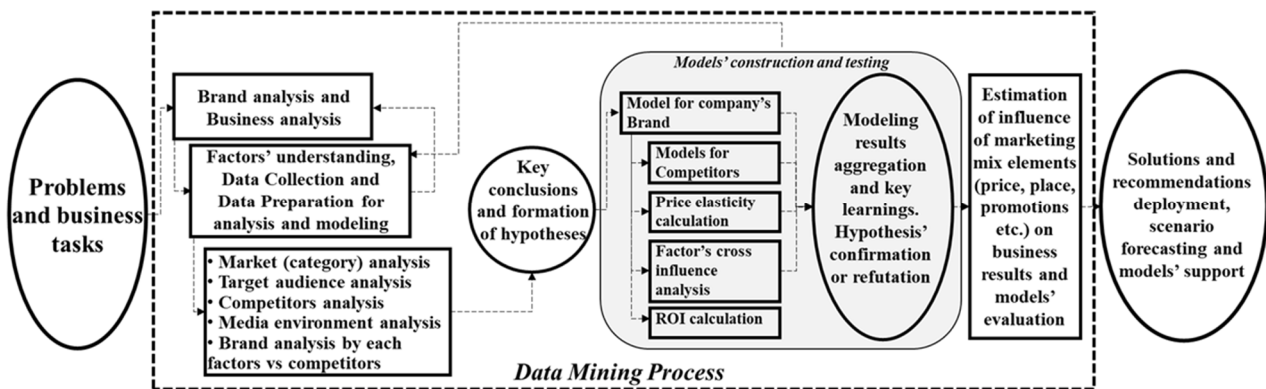 Problems
and business
tasks
Brand analysis and
Business analysis
Factors' understanding,
Data Collection and
Data Preparation for
analysis and modeling
• Market (category) analysis
• Target audience analysis
• Competitors analysis
• Media environment analysis
• Brand analysis by each
factors vs competitors
Key
conclusions
and formation
of hypotheses
Models' construction and testing
Model for company's
Brand
Models for
Competitors
Price elasticity
calculation
Factor's cross
influence
analysis
ROI calculation
Modeling
results
aggregation
and key
learnings.
Hypothesis'
confirmation
or refutation
Estimation
of influence
of marketing
mix elements
(price, place,
promotions
etc.) on
business
results and
models'
evaluation
Solutions and
recommendations
deployment,
scenario
forecasting and
models' support
Data Mining Process